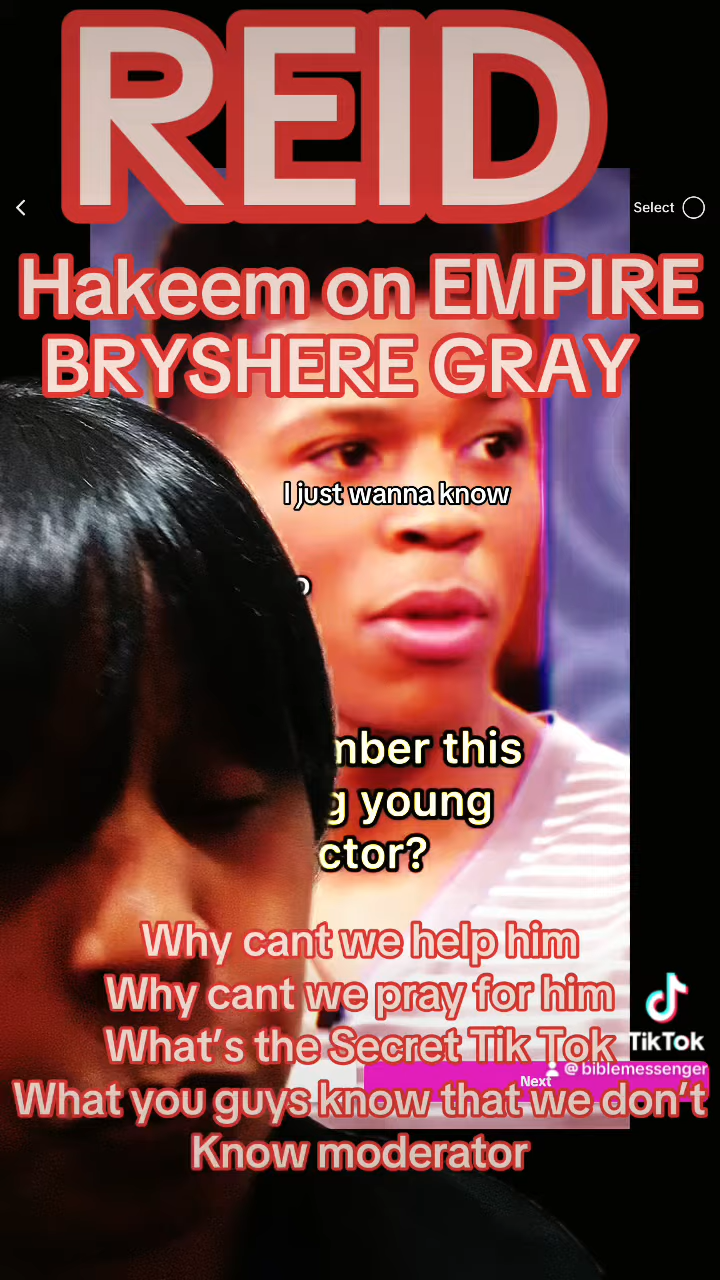 REID
Select
Hakeem on EMPIRE
BRYSHERE GRAY
I just wanna know
mber this
g young
ctor?
Why cant we help him
Why cant we pray for him
What's the Secret Tik Tok
TikTok
@biblemessenger
Next
What you guys know that we don't
Know moderator